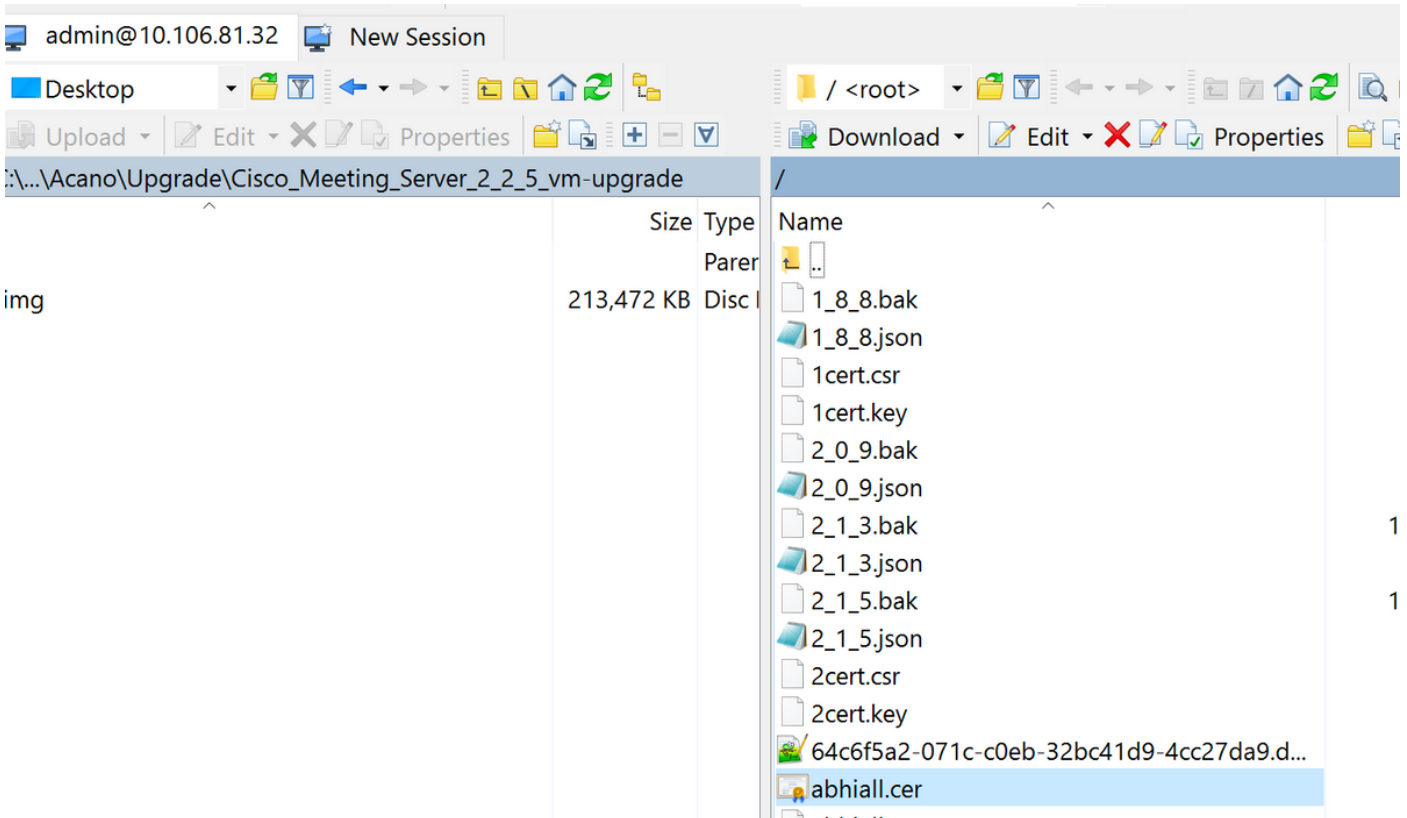 admin@10.106.81.32 New Session
Desktop / <root>
Upload Edit Properties Download Edit Properties
:\...\Acano\Upgrade\Cisco_Meeting_Server_2_2_5_vm-upgrade /
Size Type Name
Paren ..
img 213,472 KB Disc 1_8_8.bak
1_8_8.json
1cert.csr
1cert.key
2_0_9.bak
2_0_9.json
2_1_3.bak 1
2_1_3.json
2_1_5.bak 1
2_1_5.json
2cert.csr
2cert.key
64c6f5a2-071c-c0eb-32bc41d9-4cc27da9.d...
abhiall.cer